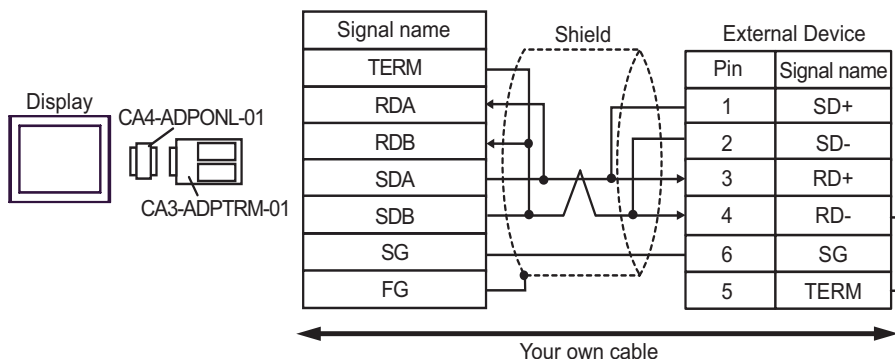 Display
CA4-ADPONL-01
CA3-ADPTRM-01
Signal name
TERM
RDA
RDB
SDA
SDB
SG
FG
Shield
External Device
Pin Signal name
1 SD+
2 SD-
3 RD+
4 RD-
6 SG
5 TERM
Your own cable